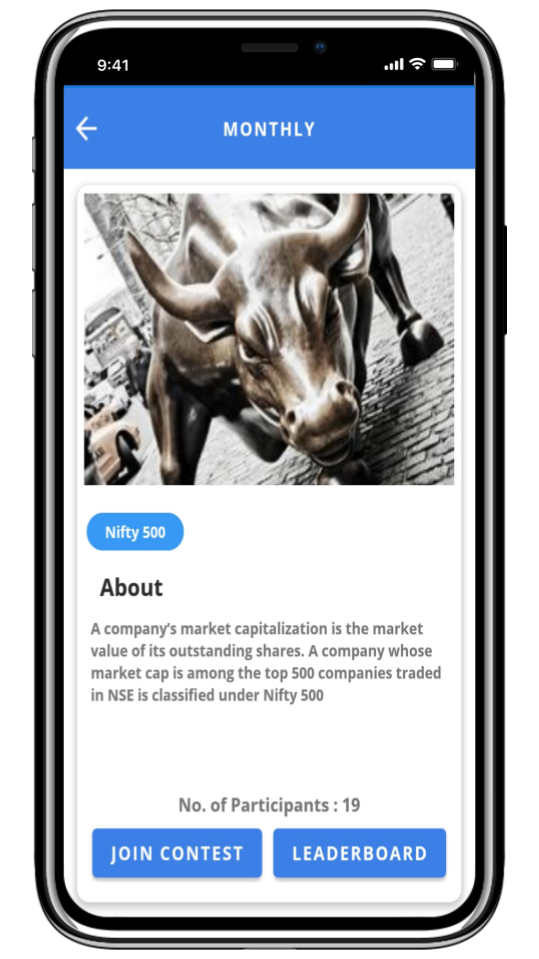 9:41
MONTHLY
Nifty 500
About
A company's market capitalization is the market
value of its outstanding shares. A company whose
market cap is among the top 500 companies traded
in NSE is classified under Nifty 500
No. of Participants : 19
JOIN CONTEST
LEADERBOARD